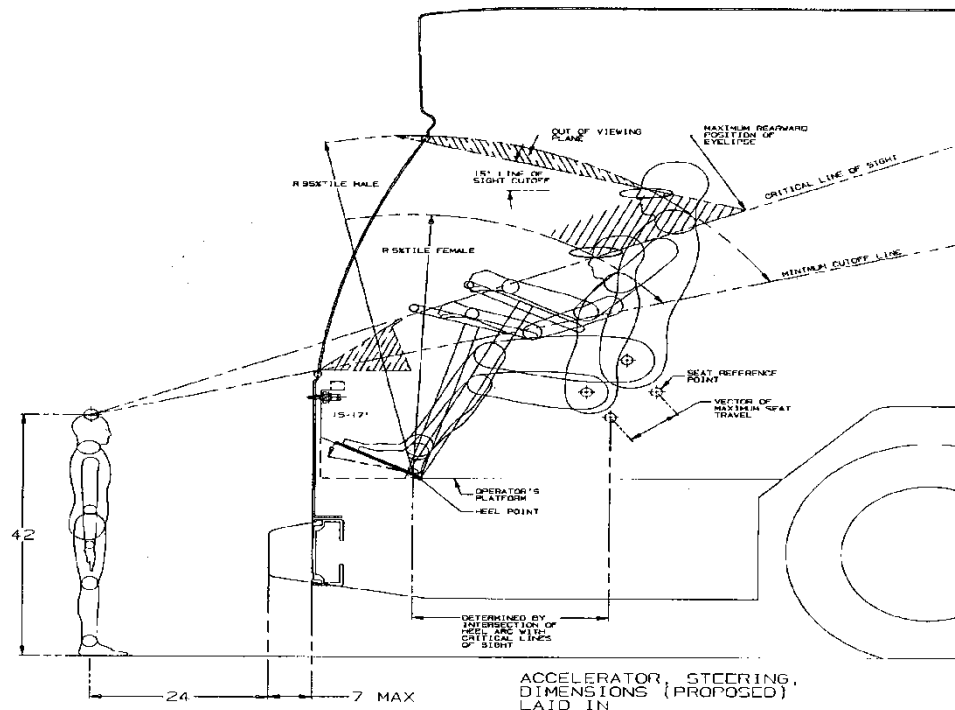 OUT OF VIEWING
PLANE
MAXIMUM REARWARD
POSITION OF
EYELIPSE
15° LINE OF
SIGHT CUTOFF
R 95%TILE MALE
CRITICAL LINE OF SIGHT
R 5%TILE FEMALE
MINIMUM CUTOFF LINE
SEAT REFERENCE
POINT
15-17°
VECTOR OF
MAXIMUM SEAT
TRAVEL
OPERATOR'S
PLATFORM
HEEL POINT
42
DETERMINED BY
INTERSECTION OF
HEEL ARC WITH
CRITICAL LINES
OF SIGHT
24
7 MAX
ACCELERATOR, STEERING,
DIMENSIONS (PROPOSED)
LAID IN